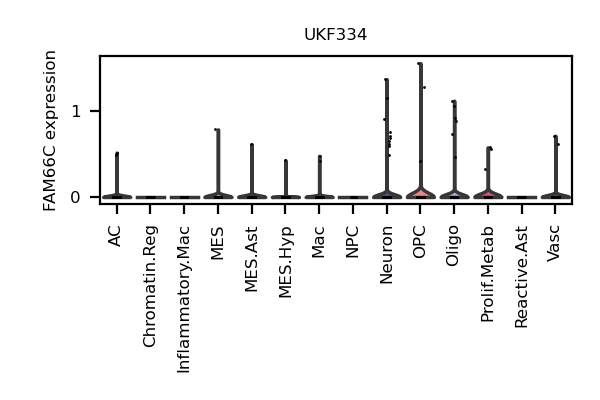 UKF334
FAM66C expression
1
0
AC
Chromatin.Reg
Inflammatory.Mac
MES
MES.Ast
MES.Hyp
Mac
NPC
Neuron
OPC
Oligo
Prolif.Metab
Reactive.Ast
Vasc